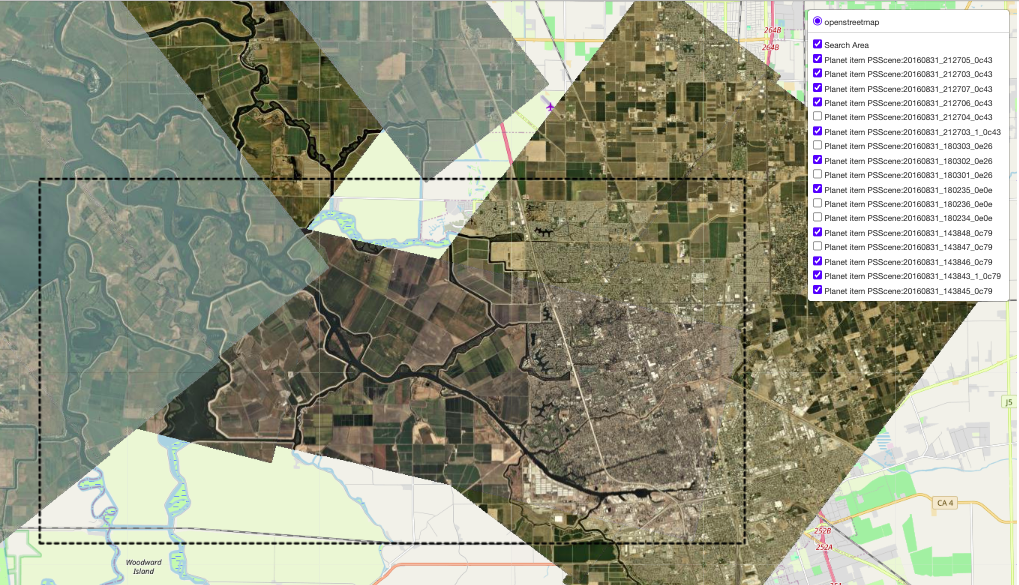 openstreetmap
Search Area
Planet item PSScene:20160831_212705_0c43
Planet item PSScene:20160831_212703_0c43
Planet item PSScene:20160831_212707_0c43
Planet item PSScene:20160831_212706_0c43
Planet item PSScene:20160831_212704_0c43
Planet item PSScene:20160831_212703_1_0c43
Planet item PSScene:20160831_180303_0e26
Planet item PSScene:20160831_180302_0e26
Planet item PSScene:20160831_180301_0e26
Planet item PSScene:20160831_180235_0e0e
Planet item PSScene:20160831_180236_0e0e
Planet item PSScene:20160831_180234_0e0e
Planet item PSScene:20160831_143848_0c79
Planet item PSScene:20160831_143847_0c79
Planet item PSScene:20160831_143846_0c79
Planet item PSScene:20160831_143843_1_0c79
Planet item PSScene:20160831_143845_0c79
264B
264B
J5
CA 4
252B
252A
Woodward
Island